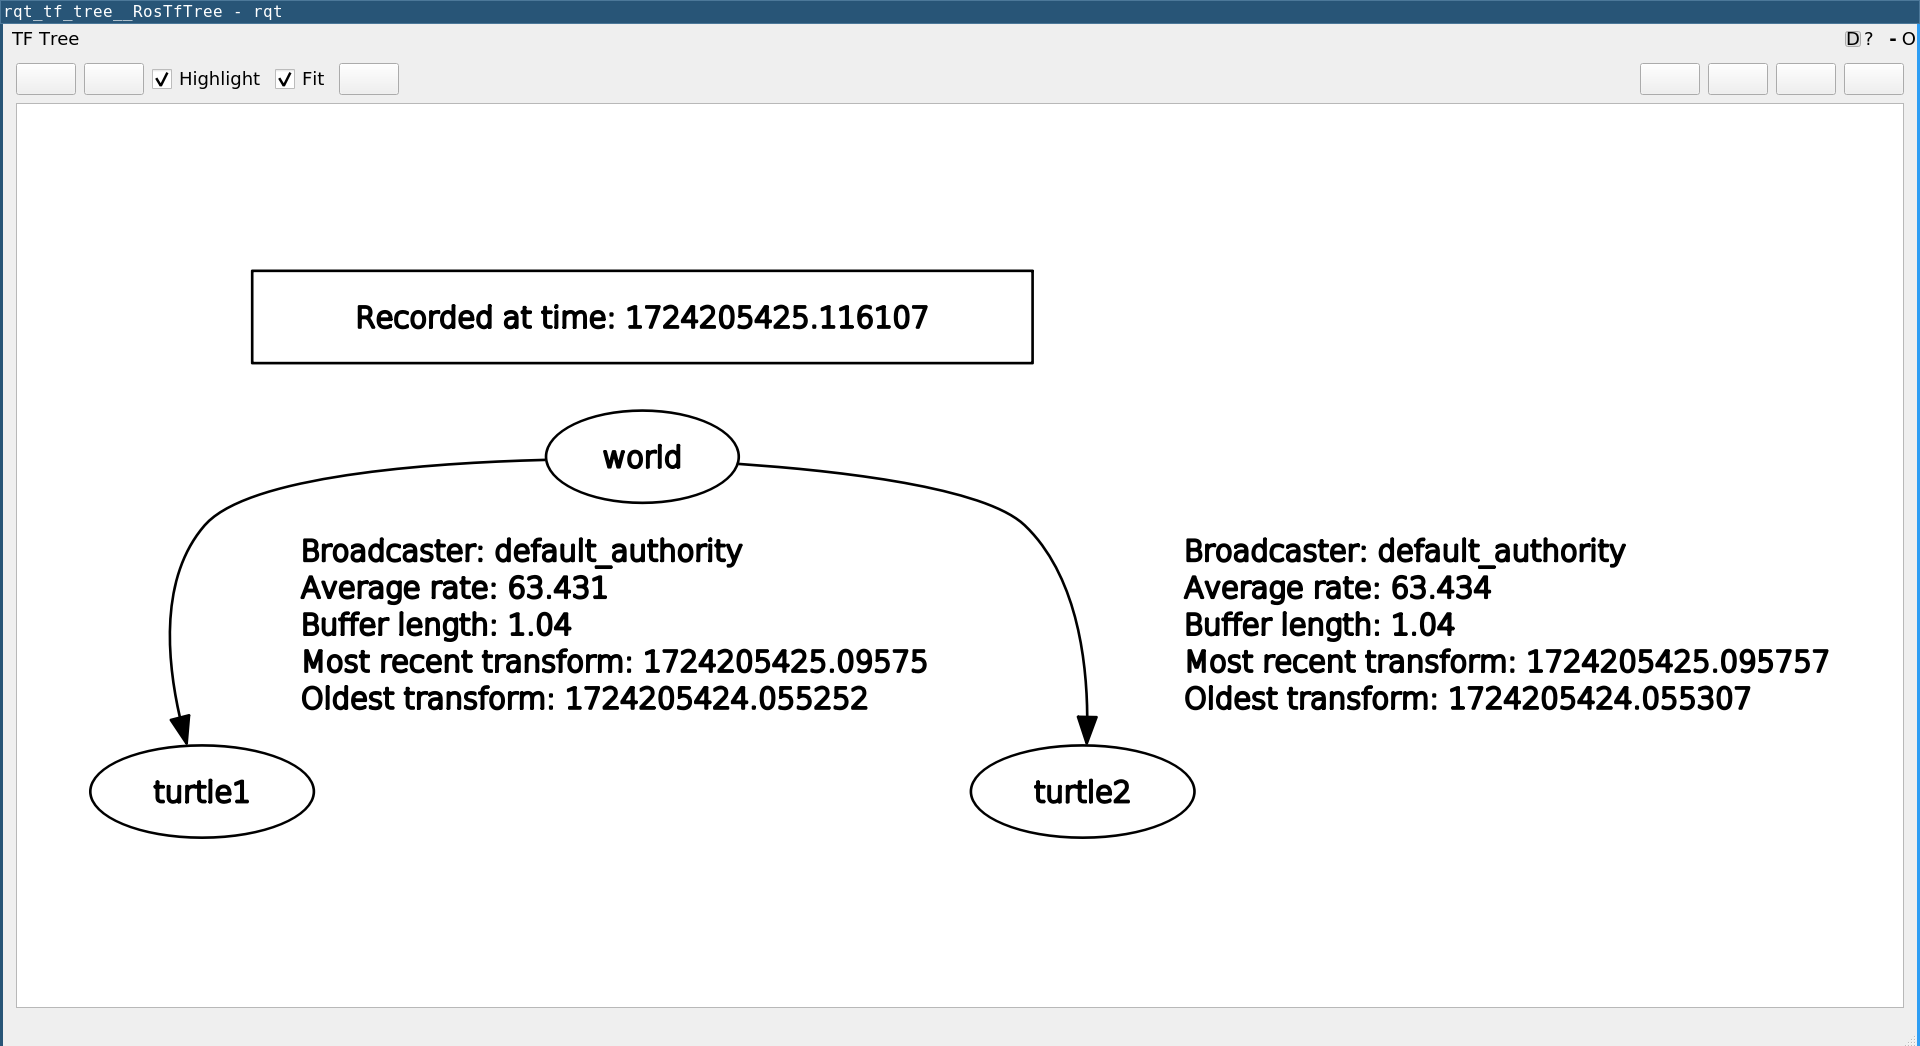 rqt_tf_tree__RosTfTree - rqt
TF Tree
D? - O
Highlight
Fit
Recorded at time: 1724205425.116107
world
Broadcaster: default_authority
Average rate: 63.431
Buffer length: 1.04
Most recent transform: 1724205425.09575
Oldest transform: 1724205424.055252
Broadcaster: default_authority
Average rate: 63.434
Buffer length: 1.04
Most recent transform: 1724205425.095757
Oldest transform: 1724205424.055307
turtle1
turtle2